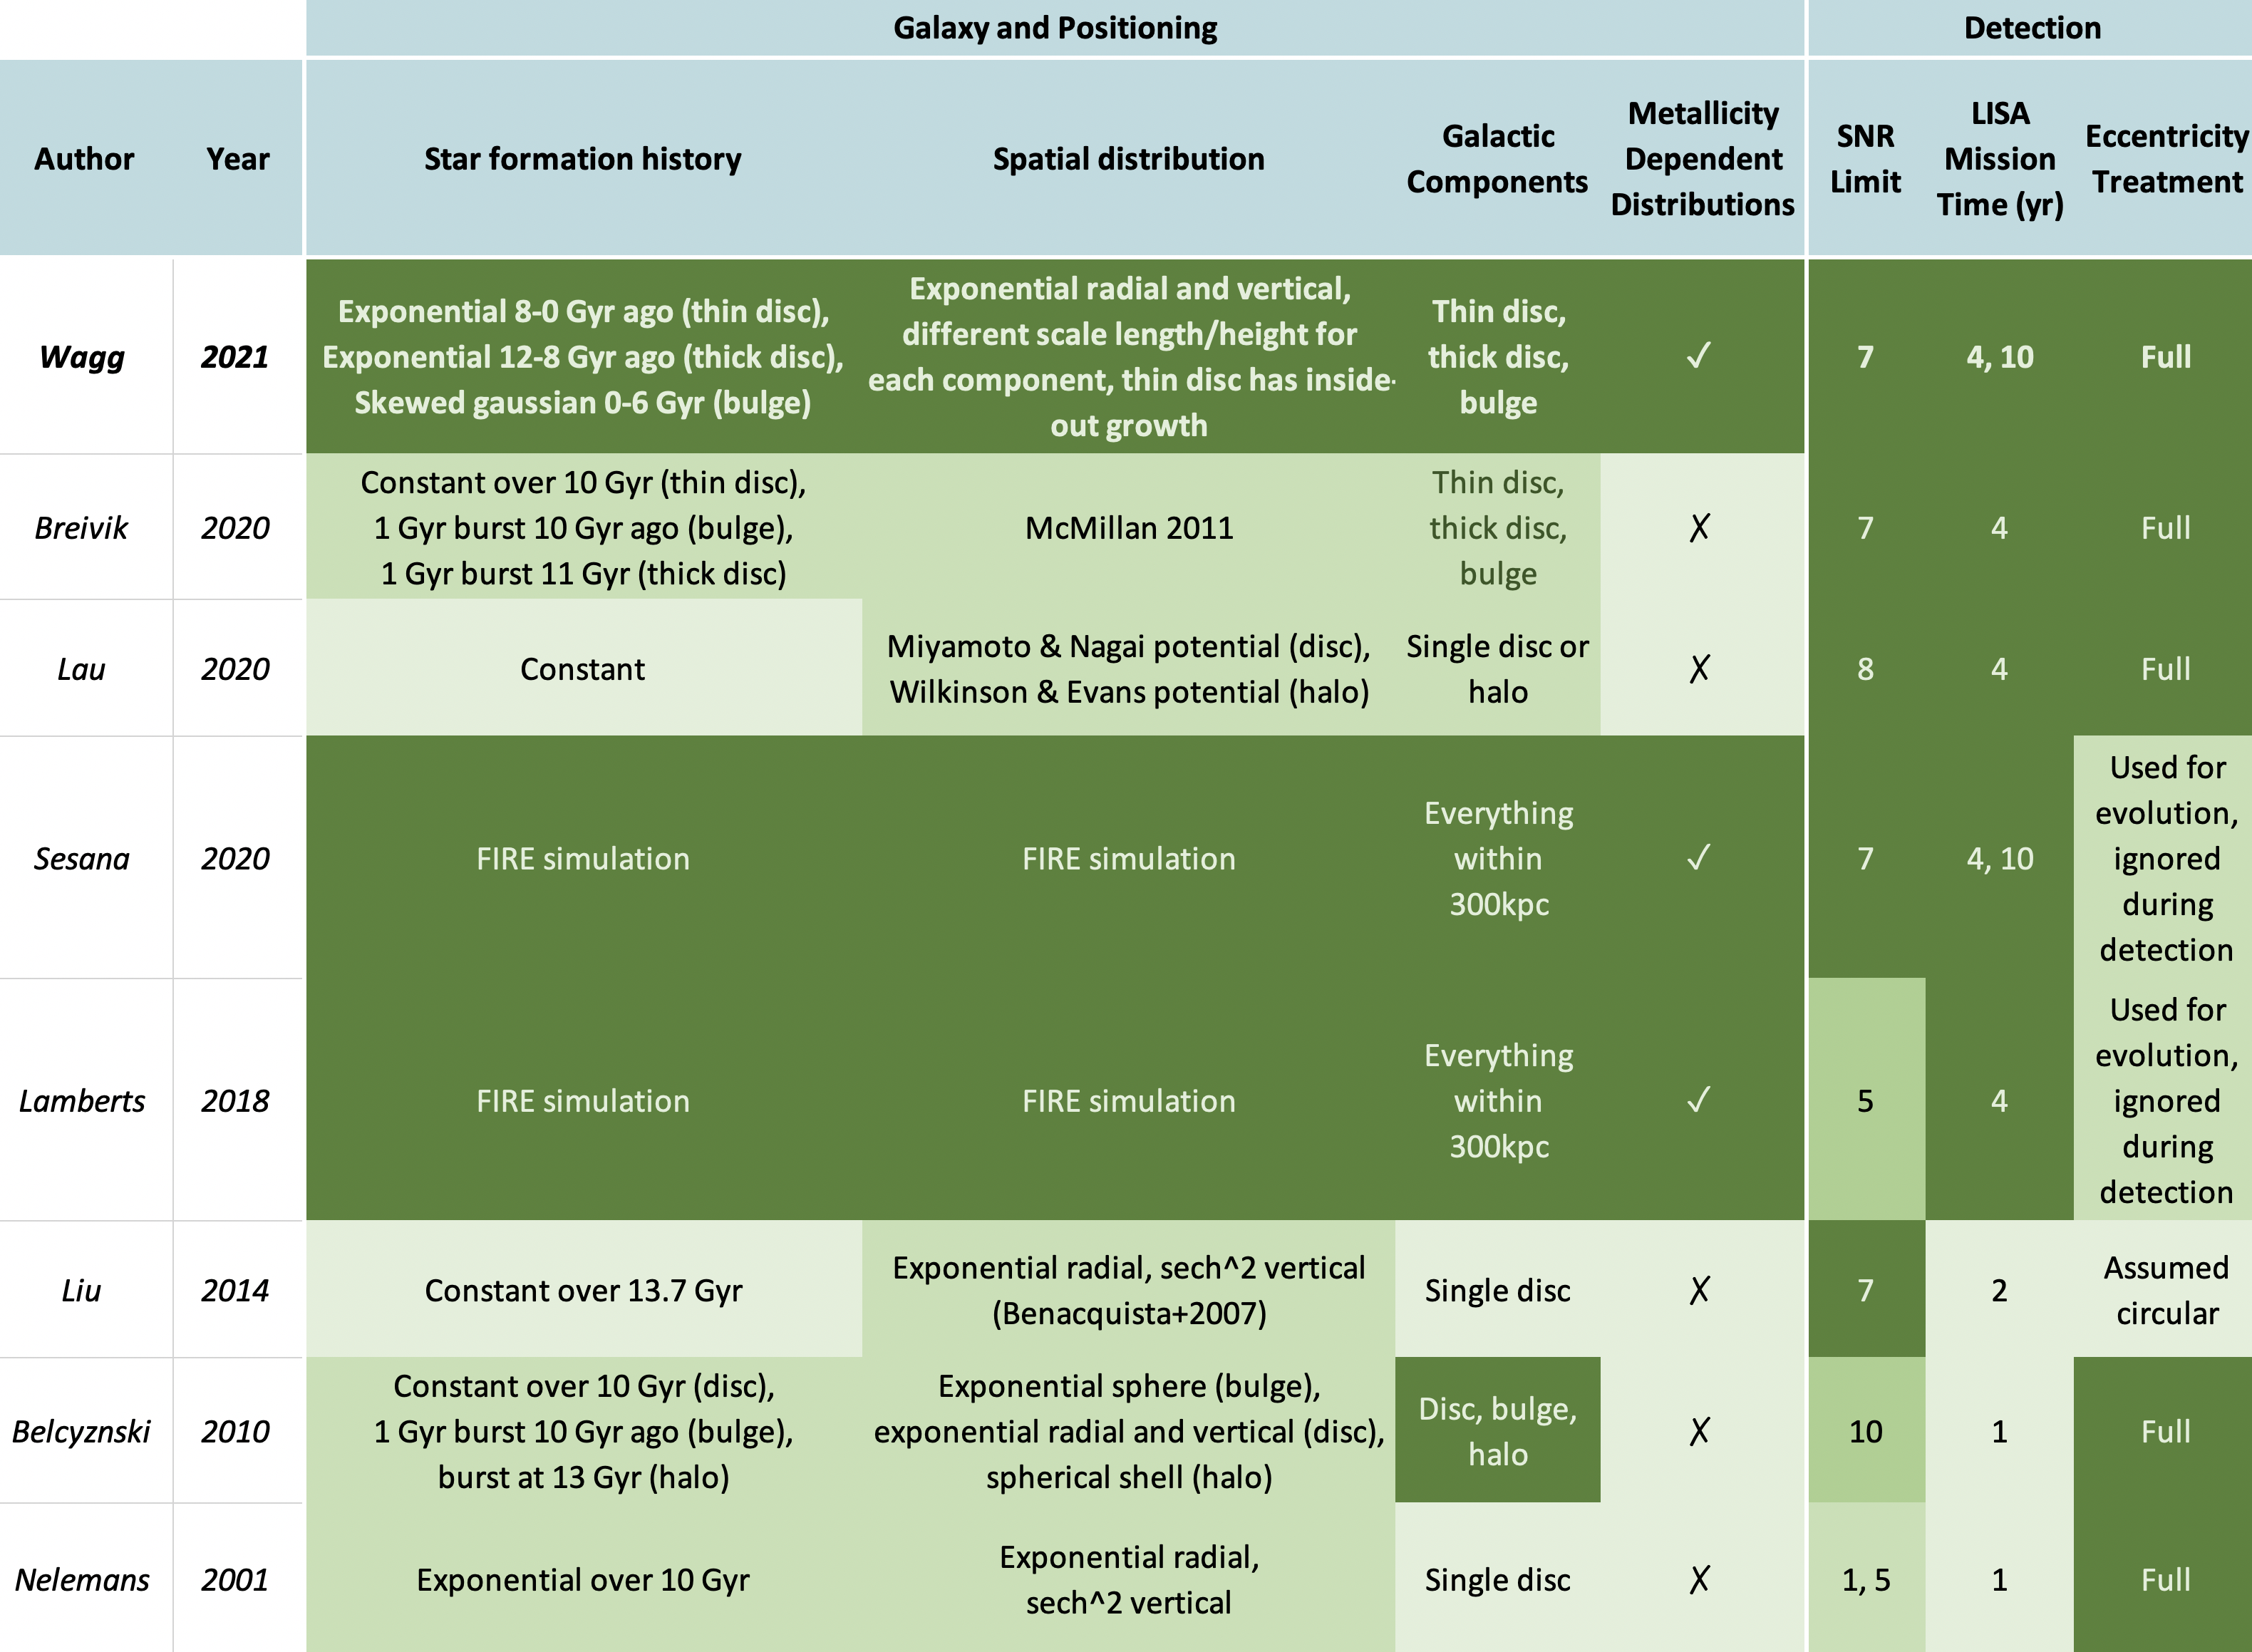 Galaxy and Positioning
Detection
Author
Year
Star formation history
Spatial distribution
Galactic
Components
Metallicity
Dependent
Distributions
SNR
Limit
LISA
Mission
Time (yr)
Eccentricity
Treatment
Wagg
2021
Exponential 8-0 Gyr ago (thin disc),
Exponential 12-8 Gyr ago (thick disc),
Skewed gaussian 0-6 Gyr (bulge)
Exponential radial and vertical,
different scale length/height for
each component, thin disc has inside-
out growth
Thin disc,
thick disc,
bulge
✓
7
4, 10
Full
Breivik
2020
Constant over 10 Gyr (thin disc),
1 Gyr burst 10 Gyr ago (bulge),
1 Gyr burst 11 Gyr (thick disc)
McMillan 2011
Thin disc,
thick disc,
bulge
✗
7
4
Full
Lau
2020
Constant
Miyamoto & Nagai potential (disc),
Wilkinson & Evans potential (halo)
Single disc or
halo
✗
8
4
Full
Sesana
2020
FIRE simulation
FIRE simulation
Everything
within
300kpc
✓
7
4, 10
Used for
evolution,
ignored
during
detection
Lamberts
2018
FIRE simulation
FIRE simulation
Everything
within
300kpc
✓
5
4
Used for
evolution,
ignored
during
detection
Liu
2014
Constant over 13.7 Gyr
Exponential radial, sech^2 vertical
(Benacquista+2007)
Single disc
✗
7
2
Assumed
circular
Belcyznski
2010
Constant over 10 Gyr (disc),
1 Gyr burst 10 Gyr ago (bulge),
burst at 13 Gyr (halo)
Exponential sphere (bulge),
exponential radial and vertical (disc),
spherical shell (halo)
Disc, bulge,
halo
✗
10
1
Full
Nelemans
2001
Exponential over 10 Gyr
Exponential radial,
sech^2 vertical
Single disc
✗
1, 5
1
Full